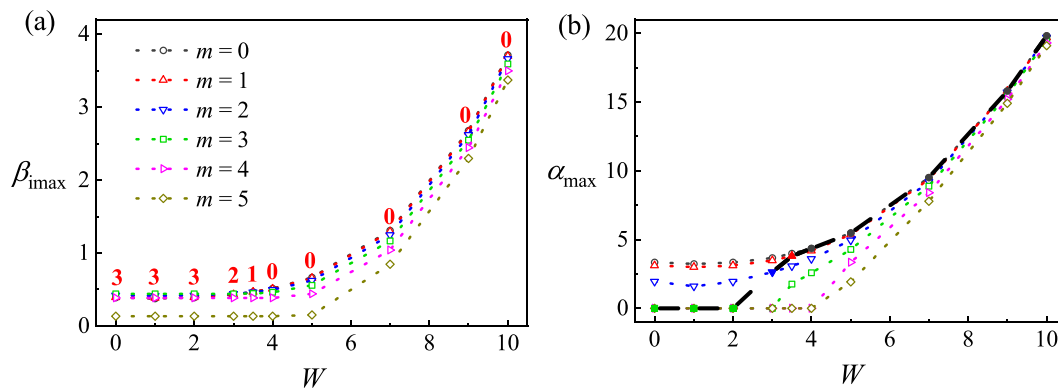 (a)
4
3
2
1
0
β_imax
m = 0
m = 1
m = 2
m = 3
m = 4
m = 5
3 3 3 2 1 0 0 0 0 0
0 2 4 6 8 10
W
(b)
20
15
10
5
0
α_max
0 2 4 6 8 10
W